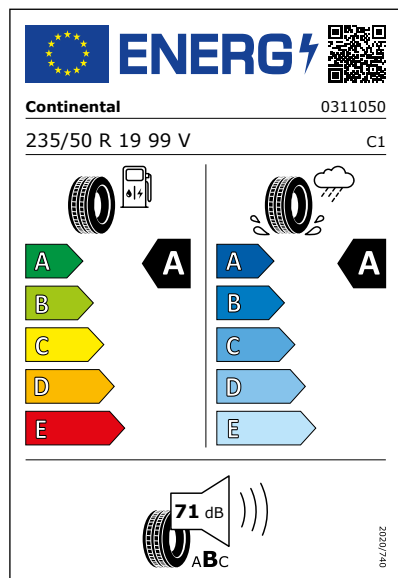 ENERG
Continental 0311050
235/50 R 19 99 V C1
A A
B
C
D
E
A A
B
C
D
E
71 dB
ABC
2020/740